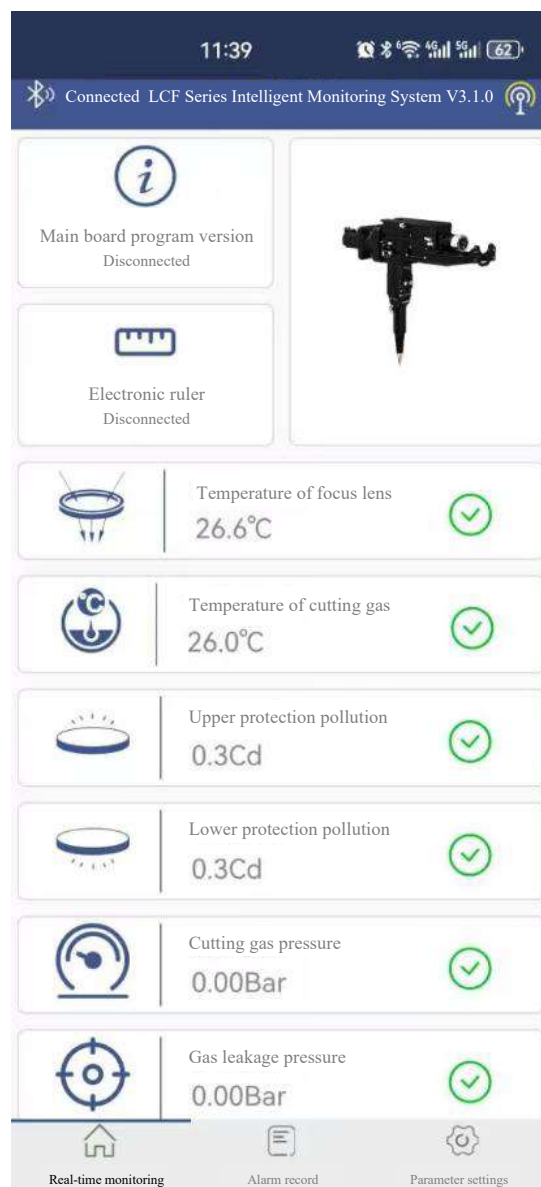 11:39
6 4G 5G 62
Connected LCF Series Intelligent Monitoring System V3.1.0
i
Main board program version
Disconnected
Electronic ruler
Disconnected
Temperature of focus lens
26.6℃
°C
Temperature of cutting gas
26.0℃
Upper protection pollution
0.3Cd
Lower protection pollution
0.3Cd
Cutting gas pressure
0.00Bar
Gas leakage pressure
0.00Bar
Real-time monitoring
Alarm record
Parameter settings